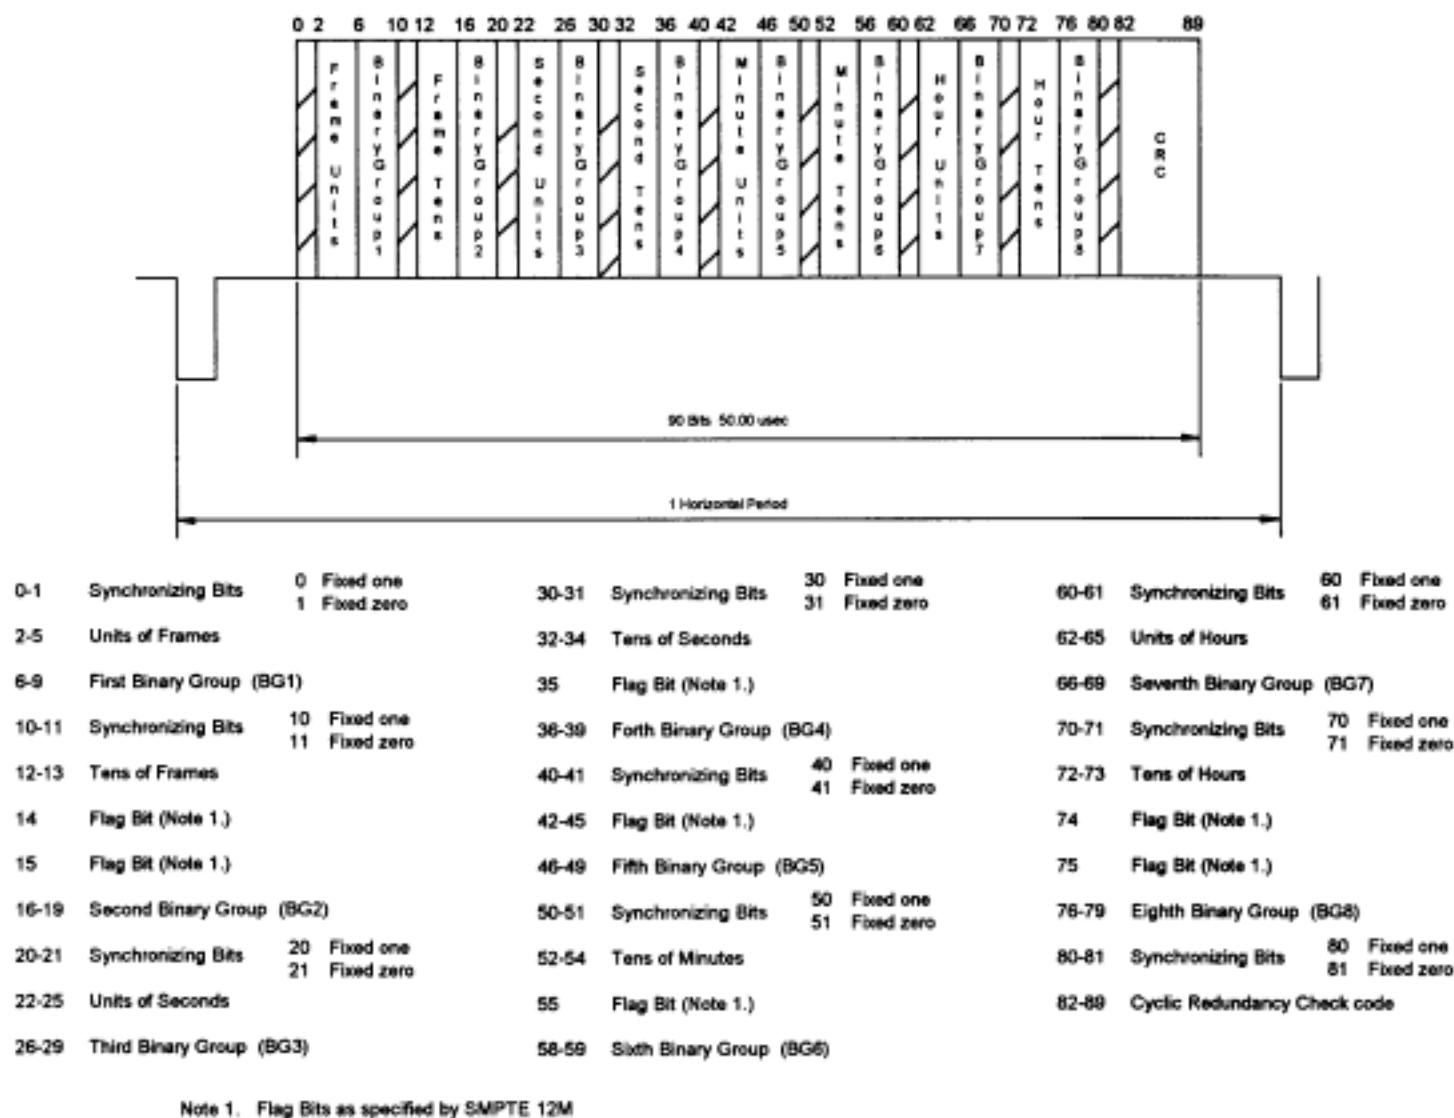 0 2 6 10 12 16 20 22 26 30 32 36 40 42 46 50 52 56 60 62 66 70 72 76 80 82 89
Frame Units
BineryGroup1
Frame Tens
BineryGroup2
Second Units
BineryGroup3
Second Tens
BineryGroup4
Minute Units
BineryGroup5
Minute Tens
BineryGroup6
Hour Units
BineryGroup7
Hour Tens
BineryGroup8
CRC
90 Bits 50.00 usec
1 Horizontal Period
0-1 Synchronizing Bits 0 Fixed one
1 Fixed zero
2-5 Units of Frames
6-9 First Binary Group (BG1)
10-11 Synchronizing Bits 10 Fixed one
11 Fixed zero
12-13 Tens of Frames
14 Flag Bit (Note 1.)
15 Flag Bit (Note 1.)
16-19 Second Binary Group (BG2)
20-21 Synchronizing Bits 20 Fixed one
21 Fixed zero
22-25 Units of Seconds
26-29 Third Binary Group (BG3)
30-31 Synchronizing Bits 30 Fixed one
31 Fixed zero
32-34 Tens of Seconds
35 Flag Bit (Note 1.)
36-39 Forth Binary Group (BG4)
40-41 Synchronizing Bits 40 Fixed one
41 Fixed zero
42-45 Flag Bit (Note 1.)
46-49 Fifth Binary Group (BG5)
50-51 Synchronizing Bits 50 Fixed one
51 Fixed zero
52-54 Tens of Minutes
55 Flag Bit (Note 1.)
58-59 Sixth Binary Group (BG6)
60-61 Synchronizing Bits 60 Fixed one
61 Fixed zero
62-65 Units of Hours
66-69 Seventh Binary Group (BG7)
70-71 Synchronizing Bits 70 Fixed one
71 Fixed zero
72-73 Tens of Hours
74 Flag Bit (Note 1.)
75 Flag Bit (Note 1.)
76-79 Eighth Binary Group (BG8)
80-81 Synchronizing Bits 80 Fixed one
81 Fixed zero
82-89 Cyclic Redundancy Check code
Note 1. Flag Bits as specified by SMPTE 12M